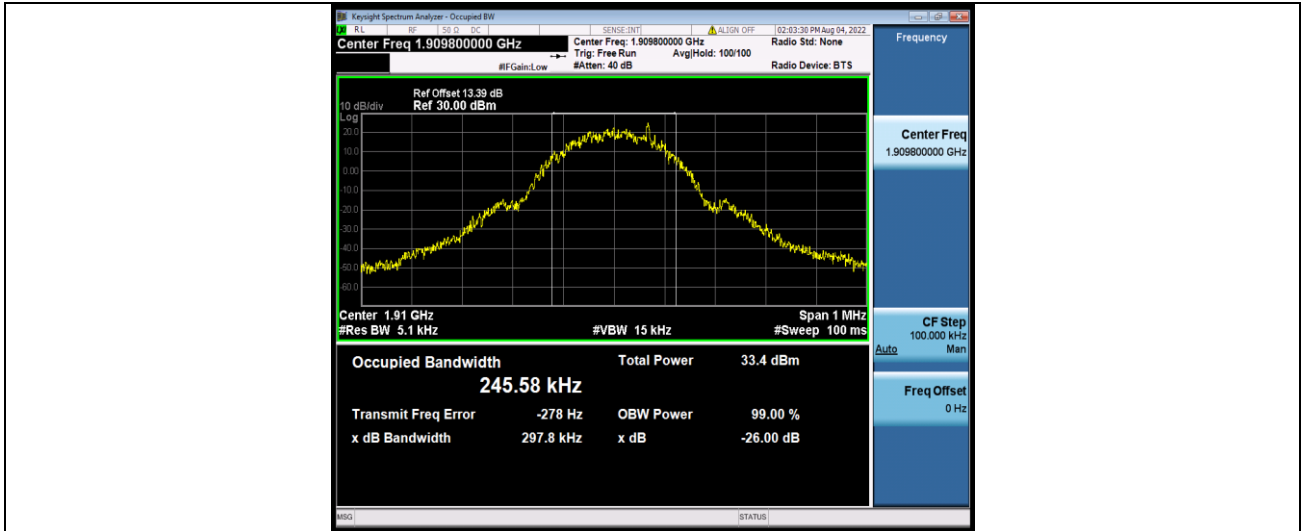 Keysight Spectrum Analyzer - Occupied BW
RL RF 50 Ω DC SENSE:INT ALIGN OFF 02:03:30 PM Aug 04, 2022
Center Freq 1.909800000 GHz
Center Freq: 1.909800000 GHz Radio Std: None
Trig: Free Run Avg|Hold: 100/100
#IFGain:Low #Atten: 40 dB Radio Device: BTS
Frequency
Ref Offset 13.39 dB
10 dB/div Ref 30.00 dBm
Log
20.0
10.0
0.00
-10.0
-20.0
-30.0
-40.0
-50.0
-60.0
Center 1.91 GHz Span 1 MHz
#Res BW 5.1 kHz #VBW 15 kHz #Sweep 100 ms
Center Freq
1.909800000 GHz
CF Step
100.000 kHz
Auto Man
Freq Offset
0 Hz
Occupied Bandwidth Total Power 33.4 dBm
245.58 kHz
Transmit Freq Error -278 Hz OBW Power 99.00 %
x dB Bandwidth 297.8 kHz x dB -26.00 dB
MSG STATUS